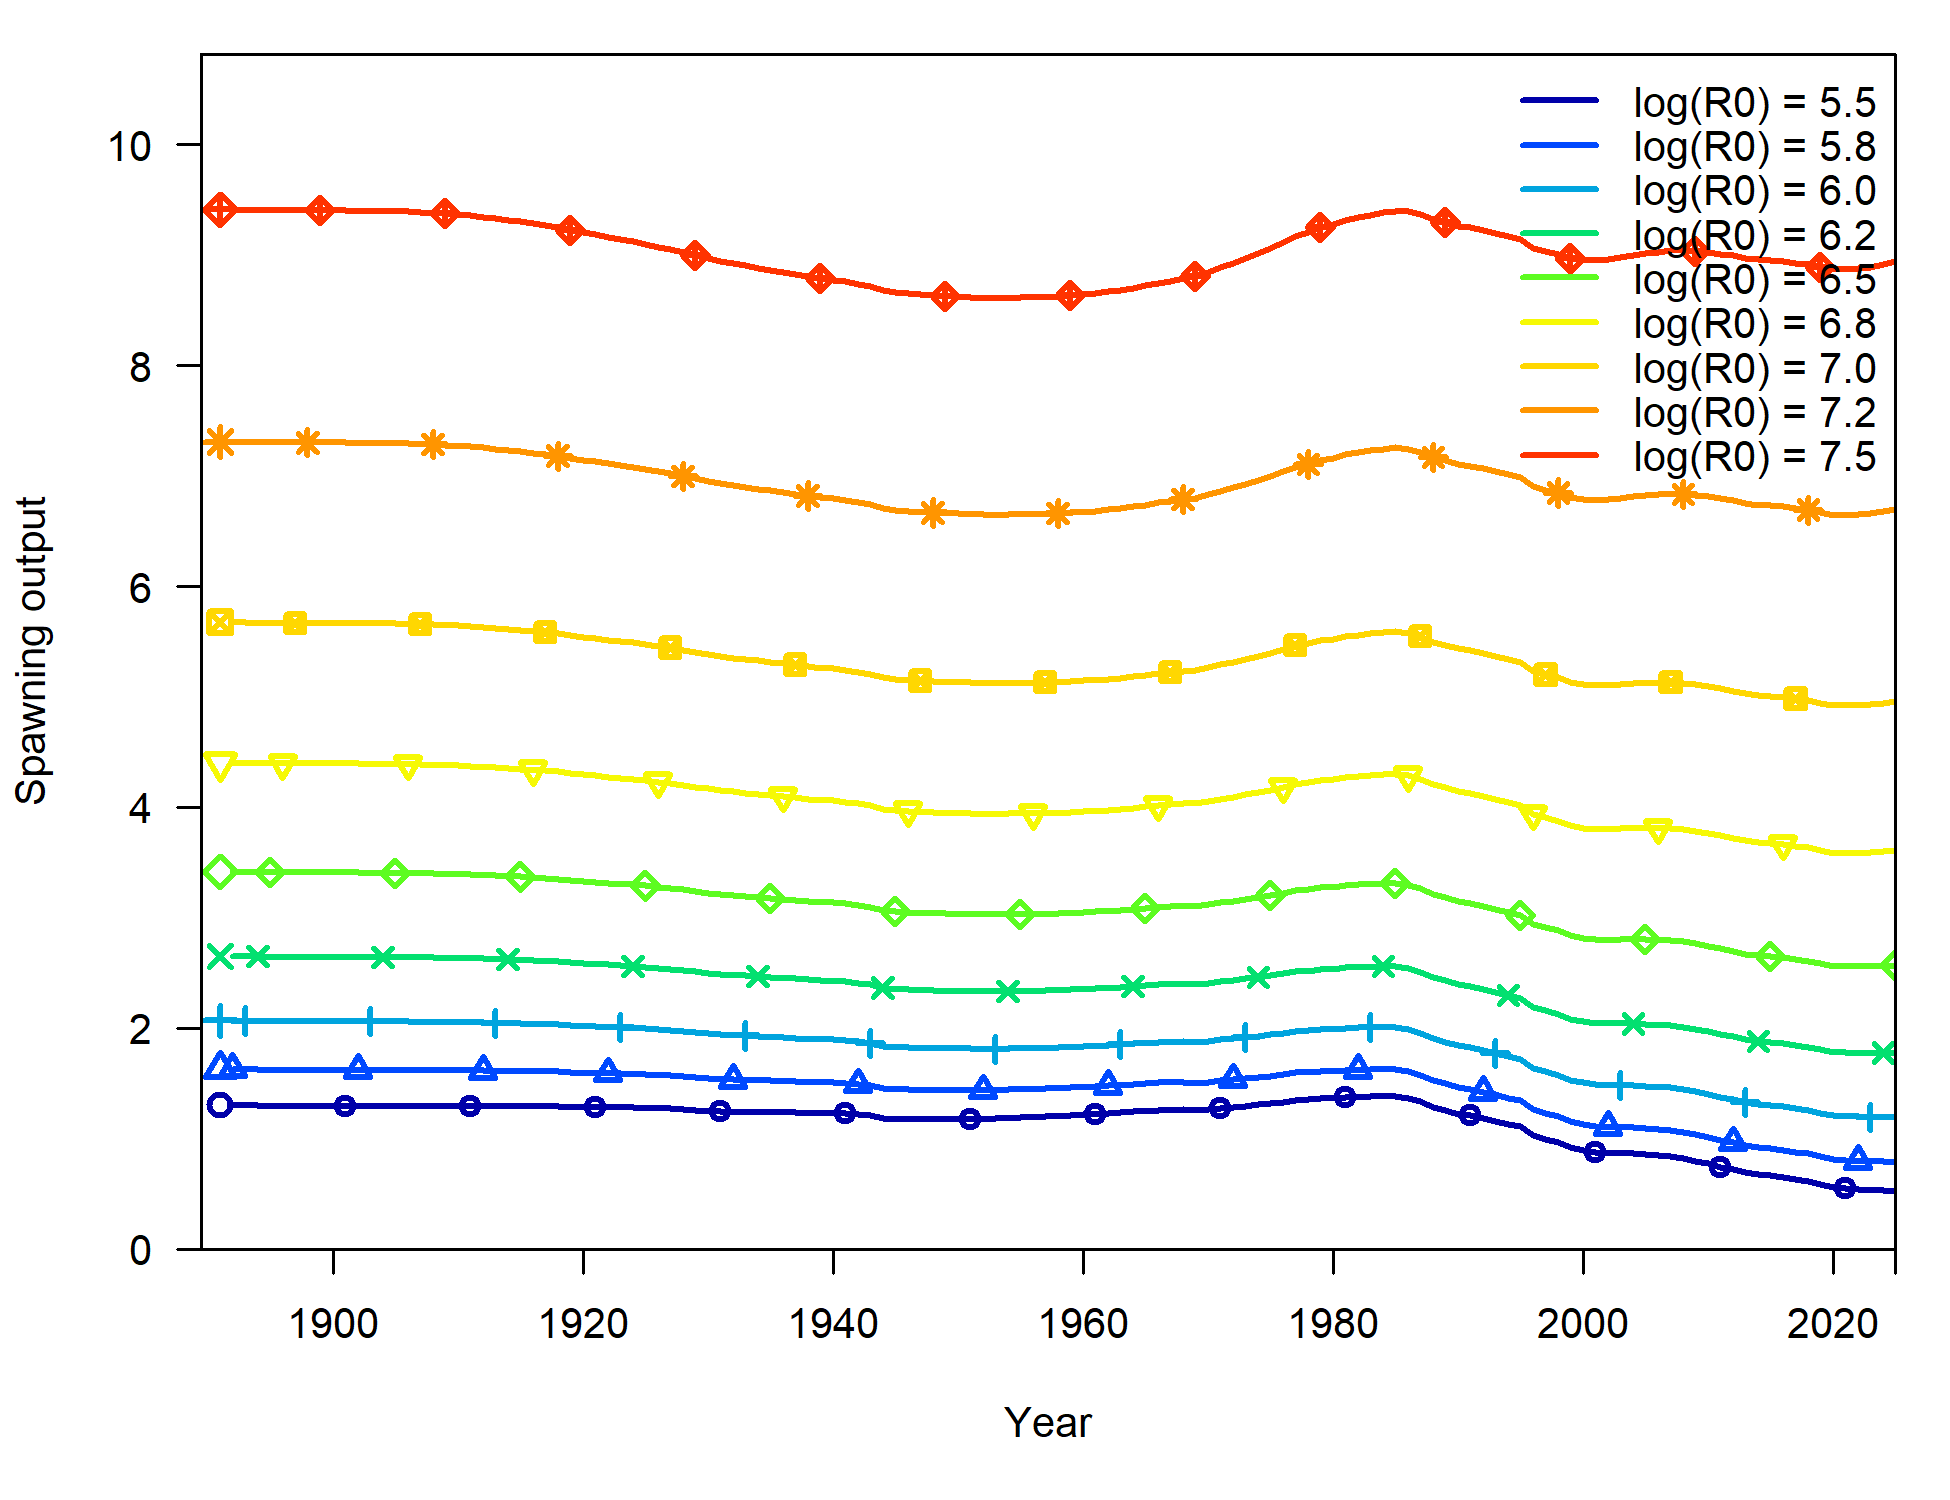 log(R0) = 5.5
log(R0) = 5.8
log(R0) = 6.0
log(R0) = 6.2
log(R0) = 6.5
log(R0) = 6.8
log(R0) = 7.0
log(R0) = 7.2
log(R0) = 7.5
10
8
6
4
2
0
Spawning output
1900 1920 1940 1960 1980 2000 2020
Year